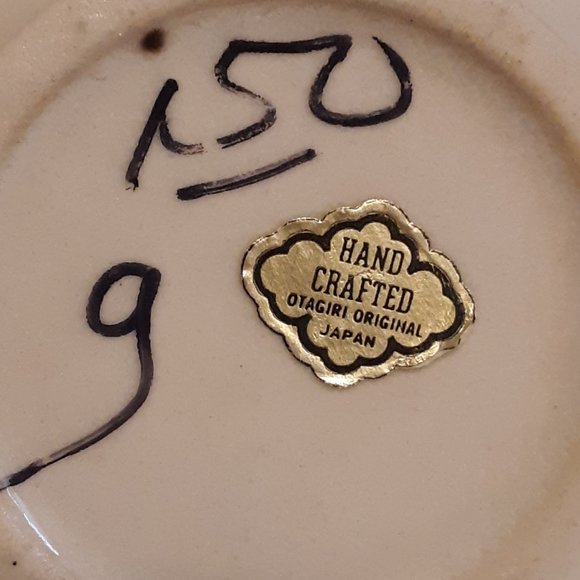 150
HAND
CRAFTED
OTAGIRI ORIGINAL
JAPAN
9